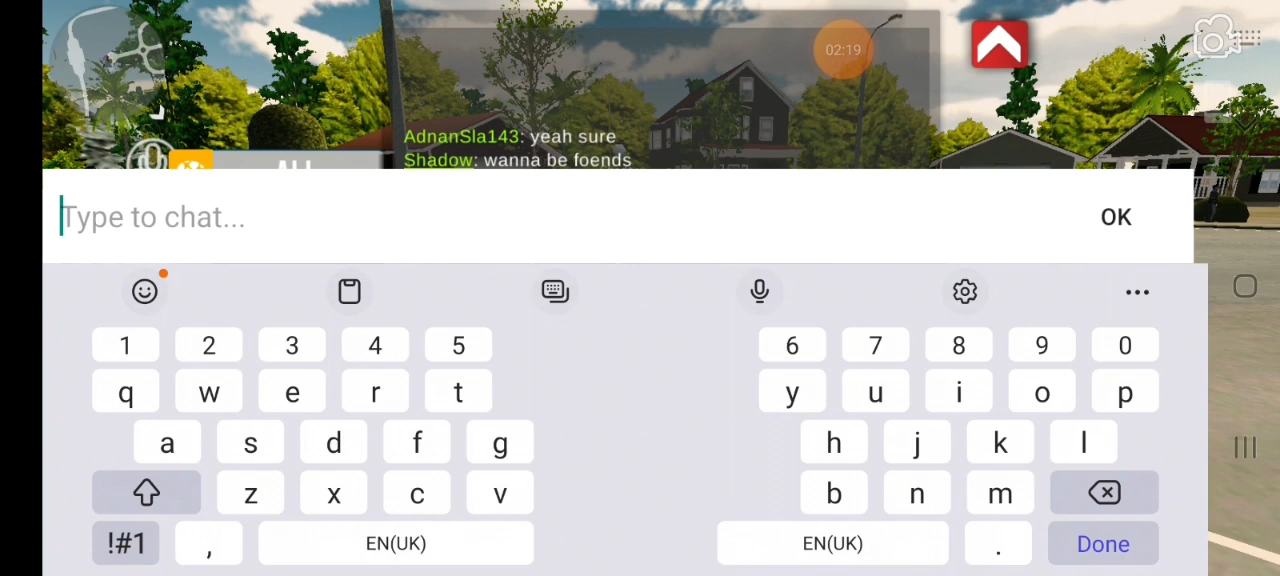 02:19
AdnanSla143: yeah sure
Shadow: wanna be foends
Type to chat...
OK
1 2 3 4 5 6 7 8 9 0
q w e r t y u i o p
a s d f g h j k l
z x c v b n m
!#1 , EN(UK) EN(UK) . Done